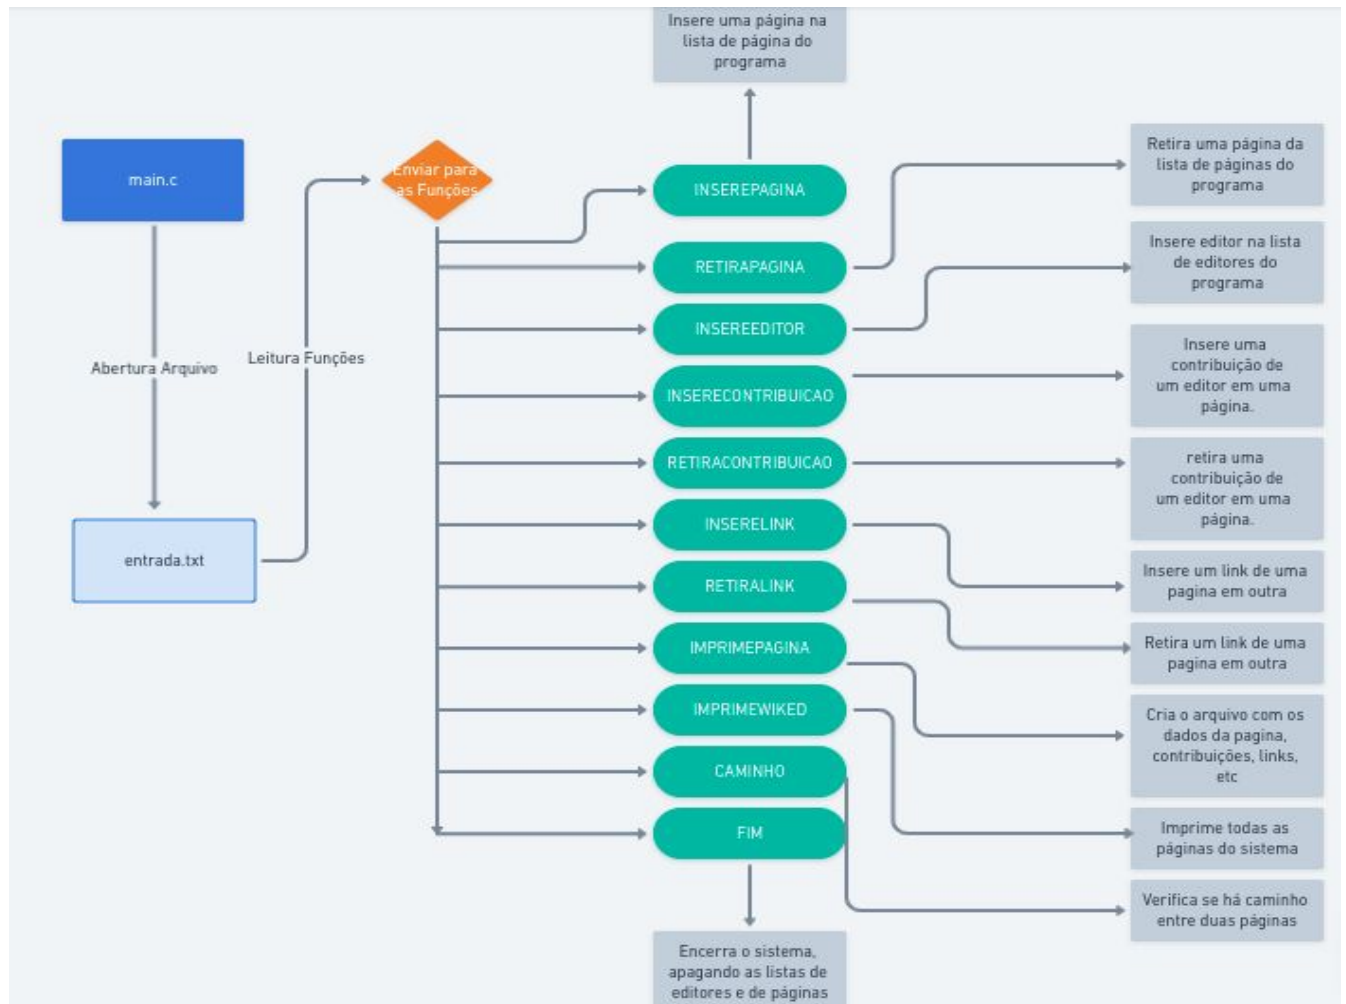 Insere uma página na
lista de página do
programa
main.c
Enviar para
as Funções
INSEREPAGINA
Retira uma página da
lista de páginas do
programa
RETIRAPAGINA
Insere editor na lista
de editores do
programa
INSEREEDITOR
Abertura Arquivo
Leitura Funções
Insere uma
contribuição de
um editor em uma
página.
INSERECONTRIBUICAO
RETIRACONTRIBUICAO
retira uma
contribuição de
um editor em uma
página.
entrada.txt
INSERELINK
Insere um link de uma
pagina em outra
RETIRALINK
Retira um link de uma
pagina em outra
IMPRIMEPAGINA
Cria o arquivo com os
dados da pagina,
contribuições, links,
etc
IMPRIMEWIKED
Imprime todas as
páginas do sistema
CAMINHO
Verifica se há caminho
entre duas páginas
FIM
Encerra o sistema,
apagando as listas de
editores e de páginas